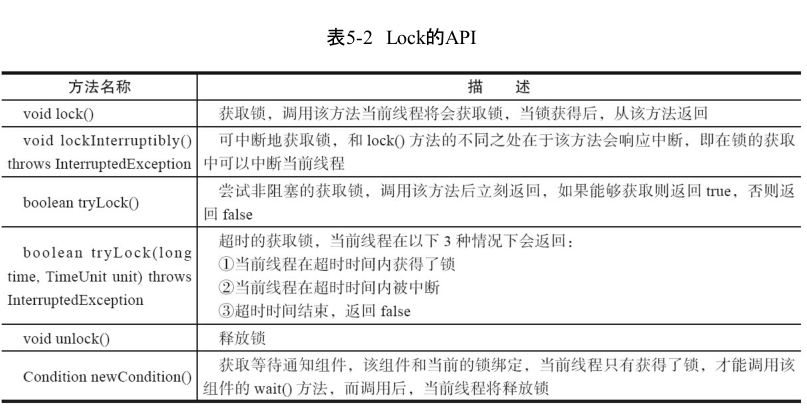 表5-2 Lock的API
方法名称 描 述
void lock() 获取锁，调用该方法当前线程将会获取锁，当锁获得后，从该方法返回
void lockInterruptibly() throws InterruptedException
可中断地获取锁，和 lock() 方法的不同之处在于该方法会响应中断，即在锁的获取
中可以中断当前线程
boolean tryLock()
尝试非阻塞的获取锁，调用该方法后立刻返回，如果能够获取则返回 true，否则返
回 false
boolean tryLock(long
time, TimeUnit unit) throws
InterruptedException
超时的获取锁，当前线程在以下 3 种情况下会返回：
①当前线程在超时时间内获得了锁
②当前线程在超时时间内被中断
③超时时间结束，返回 false
void unlock() 释放锁
Condition newCondition()
获取等待通知组件，该组件和当前的锁绑定，当前线程只有获得了锁，才能调用该
组件的 wait() 方法，而调用后，当前线程将释放锁